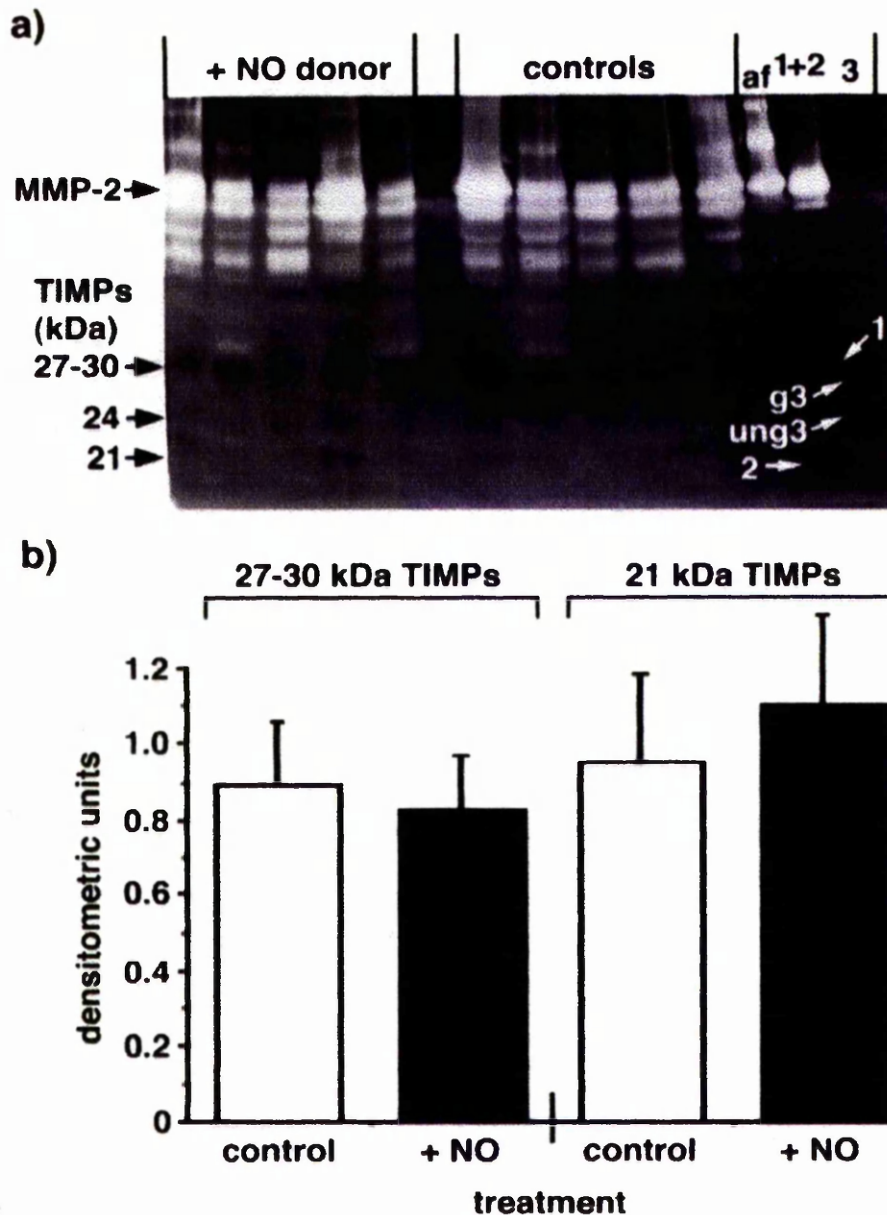 a)
+ NO donor controls af 1+2 3
MMP-2
TIMPs
(kDa)
27-30
24
21
1
g3
ung3
2
b)
27-30 kDa TIMPs 21 kDa TIMPs
1.2
1.0
0.8
0.6
0.4
0.2
0
densitometric units
control + NO control + NO
treatment